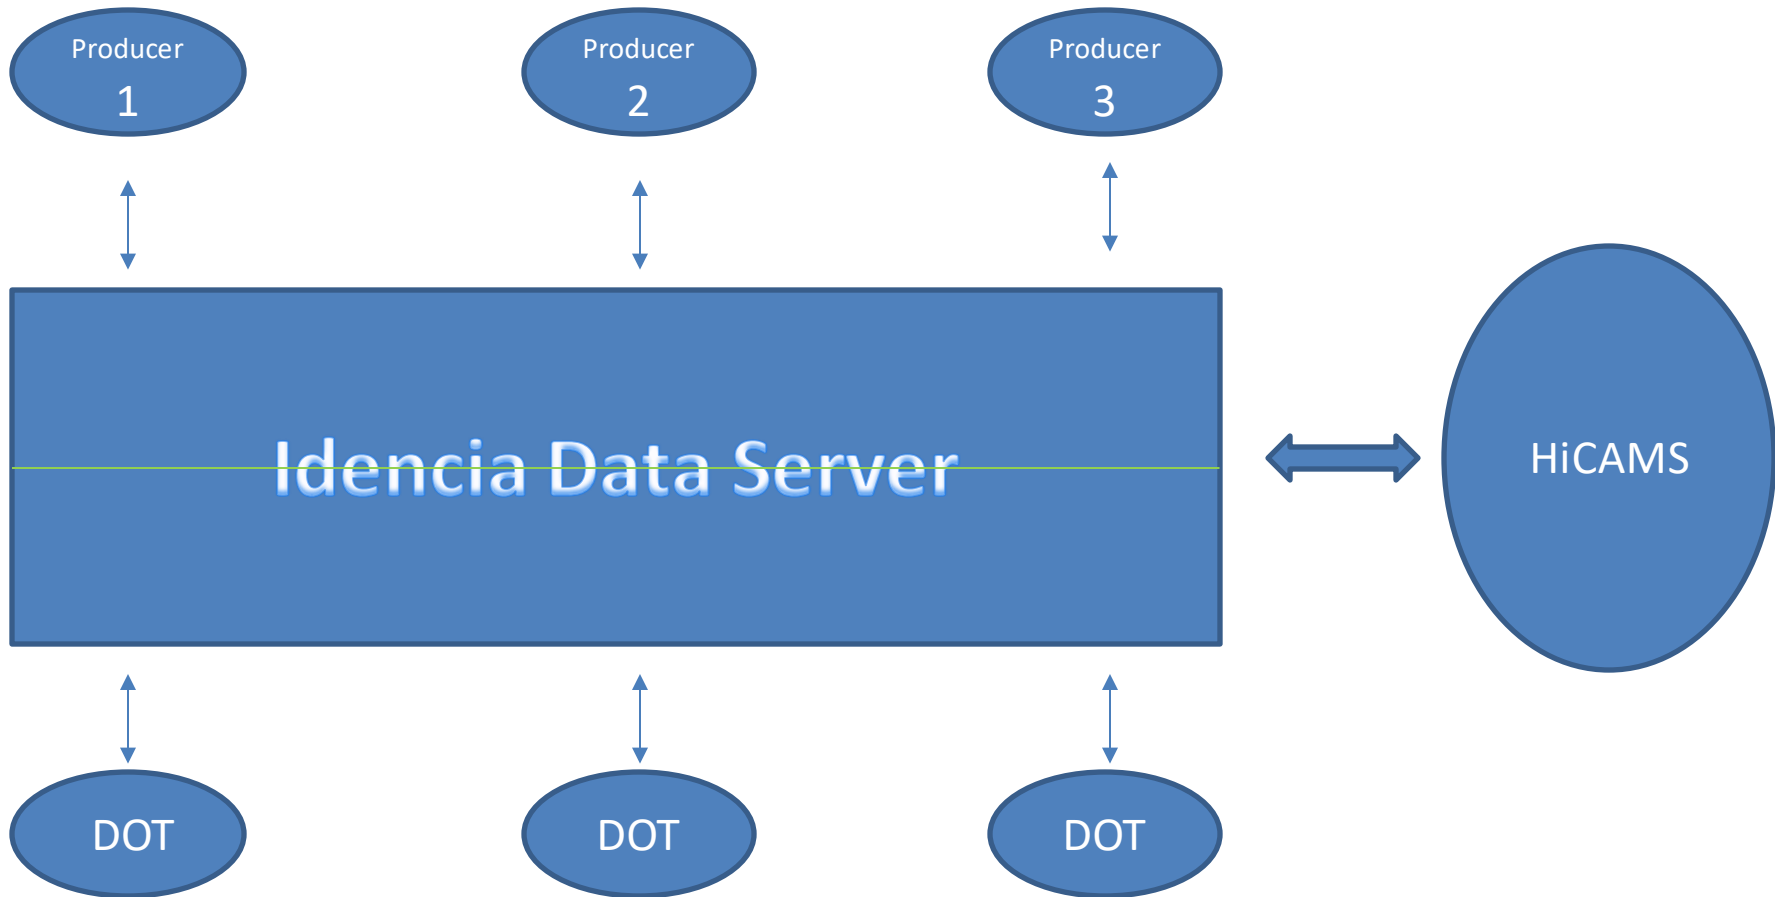 Producer
1
Producer
2
Producer
3
Idencia Data Server
HiCAMS
DOT
DOT
DOT